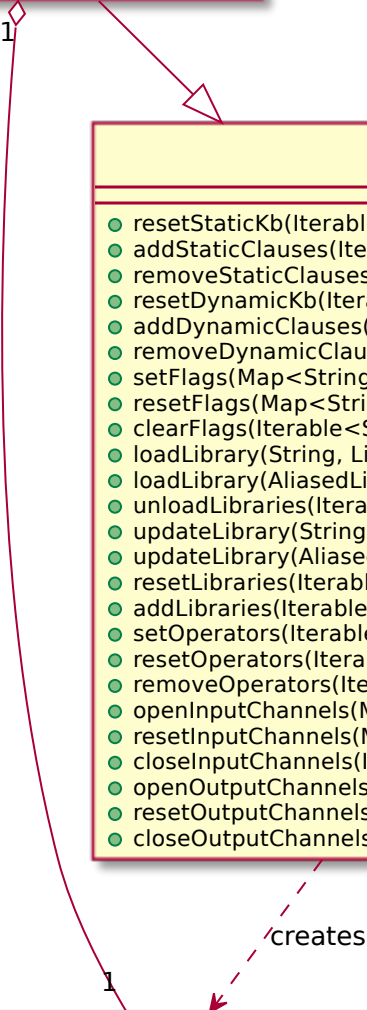 1
resetStaticKb(Iterabl
addStaticClauses(Ite
removeStaticClauses
resetDynamicKb(Iter
addDynamicClauses(
removeDynamicClau
setFlags(Map<String
resetFlags(Map<Stri
clearFlags(Iterable<S
loadLibrary(String, Li
loadLibrary(AliasedLi
unloadLibraries(Itera
updateLibrary(String
updateLibrary(Aliase
resetLibraries(Iterabl
addLibraries(Iterable
setOperators(Iterable
resetOperators(Itera
removeOperators(Ite
openInputChannels(M
resetInputChannels(M
closeInputChannels(I
openOutputChannels
resetOutputChannels
closeOutputChannels
creates
1